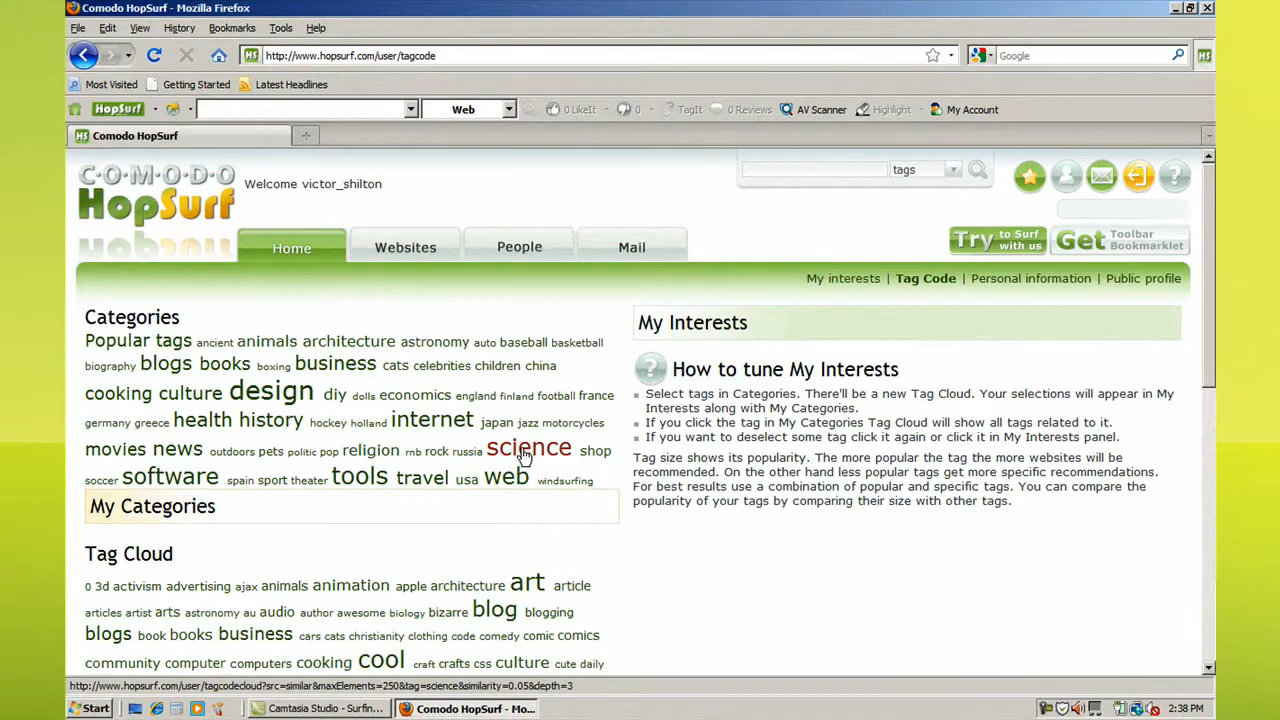 Comodo HopSurf - Mozilla Firefox
File Edit View History Bookmarks Tools Help
http://www.hopsurf.com/user/tagcode
Google
Most Visited Getting Started Latest Headlines
HopSurf Web 0 LikeIt 0 TagIt 0 Reviews AV Scanner Highlight My Account
HS Comodo HopSurf
C·O·M·O·D·O
HopSurf
Welcome victor_shilton
tags
Home Websites People Mail
Try to Surf with us
Get Toolbar Bookmarklet
My interests | Tag Code | Personal information | Public profile
Categories
Popular tags ancient animals architecture astronomy auto baseball basketball
biography blogs books boxing business cats celebrities children china
cooking culture design diy dolls economics england finland football france
germany greece health history hockey holland internet japan jazz motorcycles
movies news outdoors pets politic pop religion rnb rock russia science shop
soccer software spain sport theater tools travel usa web windsurfing
My Categories
Tag Cloud
0 3d activism advertising ajax animals animation apple architecture art article
articles artist arts astronomy au audio author awesome biology bizarre blog blogging
blogs book books business cars cats christianity clothing code comedy comic comics
community computer computers cooking cool craft crafts css culture cute daily
My Interests
How to tune My Interests
Select tags in Categories. There'll be a new Tag Cloud. Your selections will appear in My
Interests along with My Categories.
If you click the tag in My Categories Tag Cloud will show all tags related to it.
If you want to deselect some tag click it again or click it in My Interests panel.
Tag size shows its popularity. The more popular the tag the more websites will be
recommended. On the other hand less popular tags get more specific recommendations.
For best results use a combination of popular and specific tags. You can compare the
popularity of your tags by comparing their size with other tags.
http://www.hopsurf.com/user/tagcodecloud?src=similar&maxElements=250&tag=science&similarity=0.05&depth=3
Start Camtasia Studio - Surfin... Comodo HopSurf - Mo... 2:38 PM